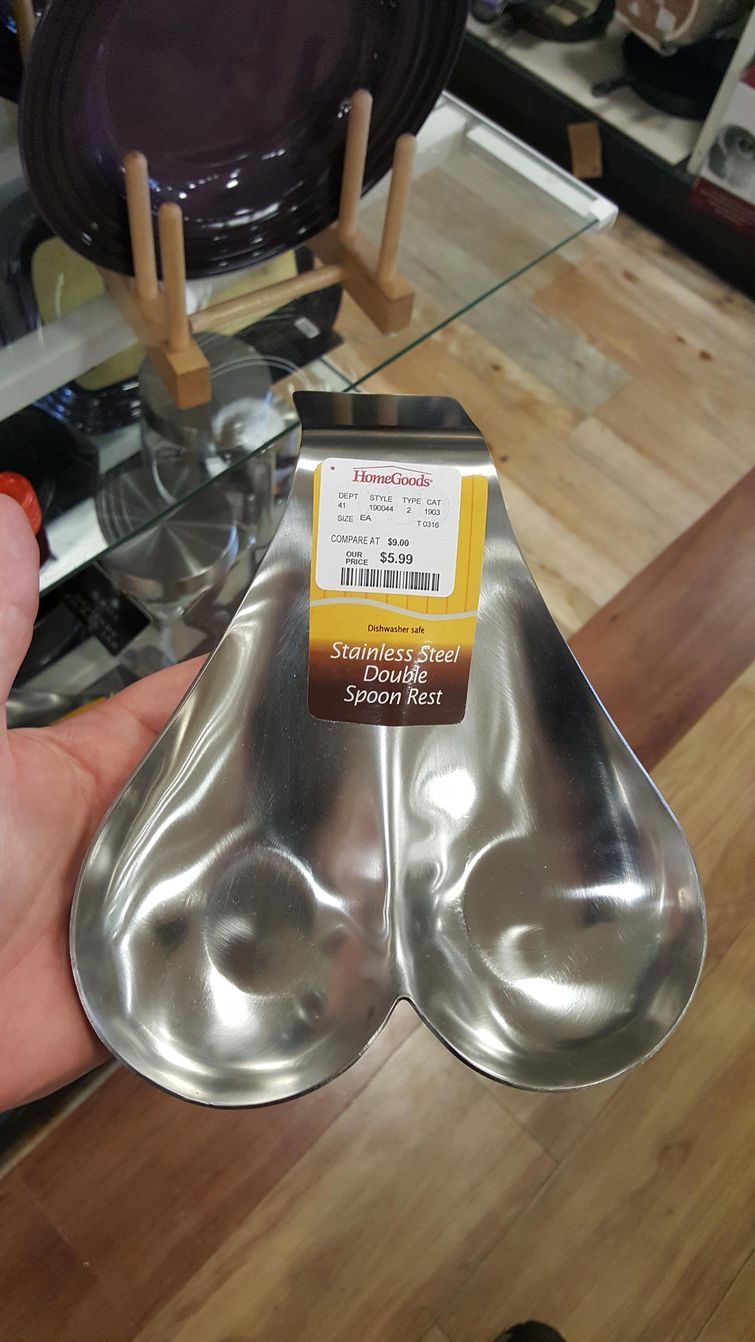 HomeGoods
DEPT STYLE TYPE CAT
41 190044 2 1903
SIZE EA T 0316
COMPARE AT $9.00
OUR PRICE $5.99
Dishwasher safe
Stainless Steel
Double
Spoon Rest